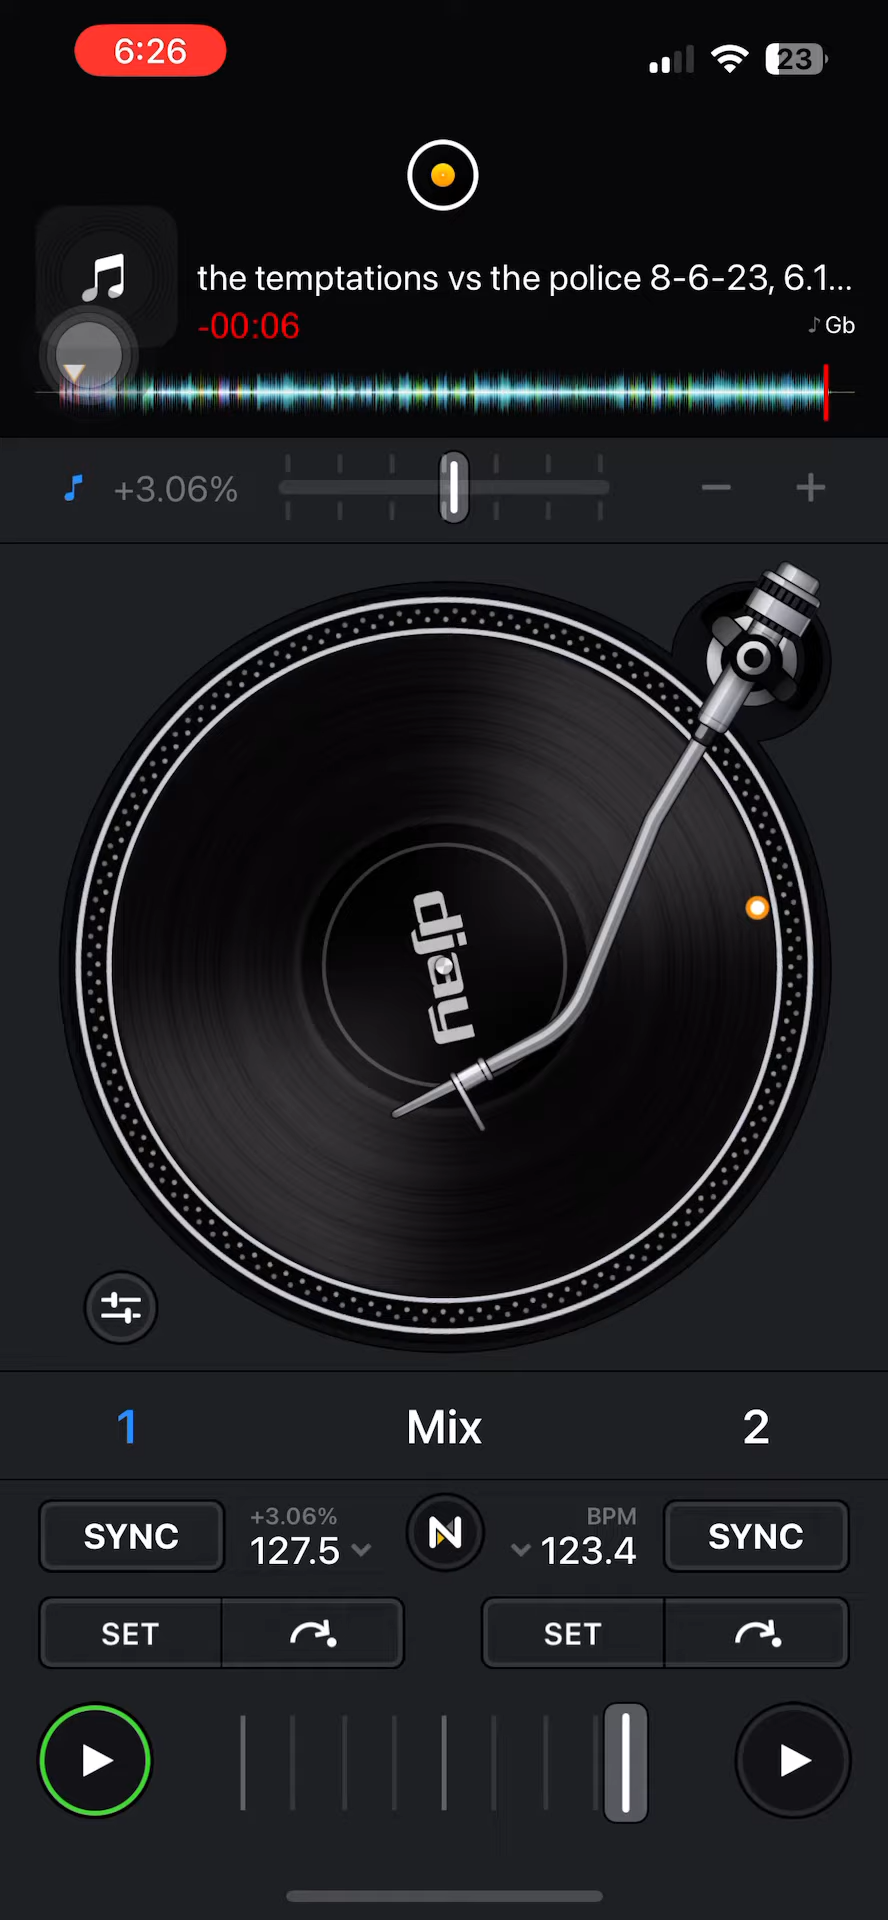 6:26
23
the temptations vs the police 8-6-23, 6.1...
-00:06
Gb
+3.06%
djay
1 Mix 2
SYNC +3.06% 127.5 N BPM 123.4 SYNC
SET SET